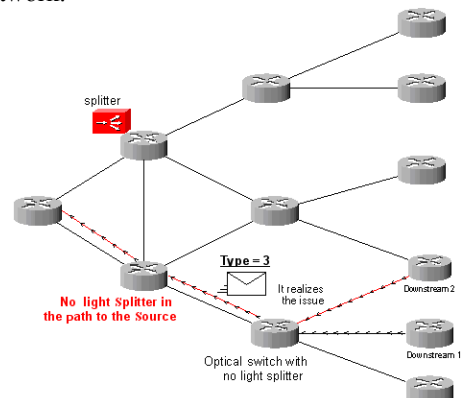 splitter
Type = 3
It realizes
the issue
No light Splitter in
the path to the Source
Downstream 2
Downstream 1
Optical switch with
no light splitter